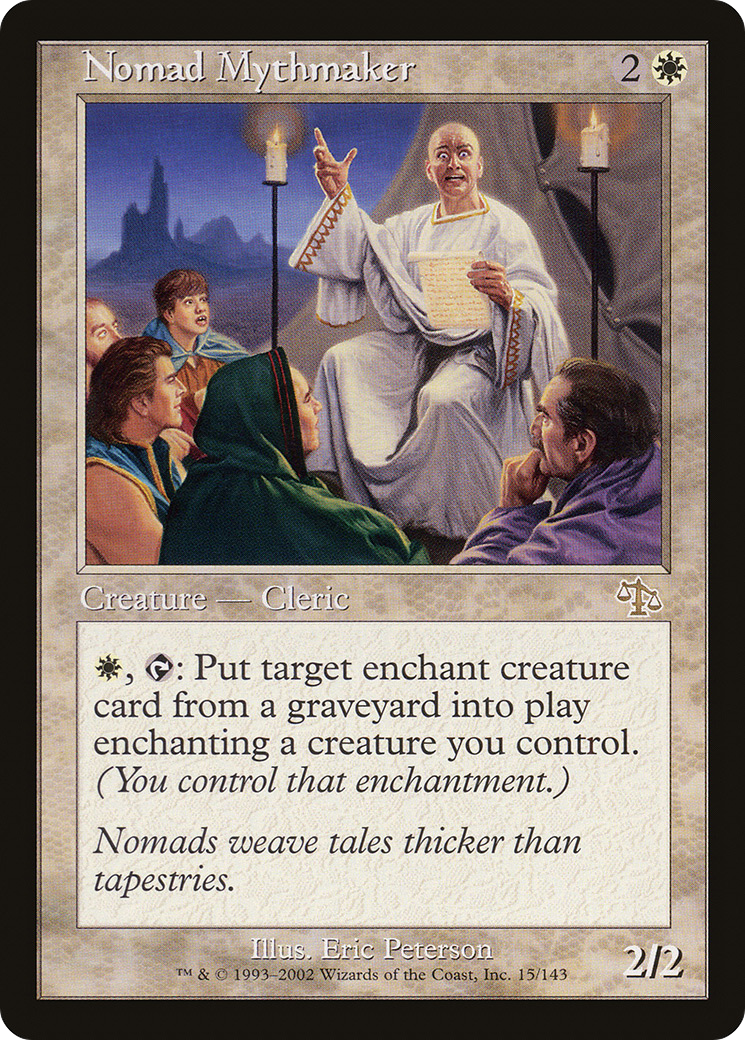 Nomad Mythmaker 2
Creature — Cleric
, : Put target enchant creature
card from a graveyard into play
enchanting a creature you control.
(You control that enchantment.)
Nomads weave tales thicker than
tapestries.
Illus. Eric Peterson
™ & © 1993–2002 Wizards of the Coast, Inc. 15/143
2/2